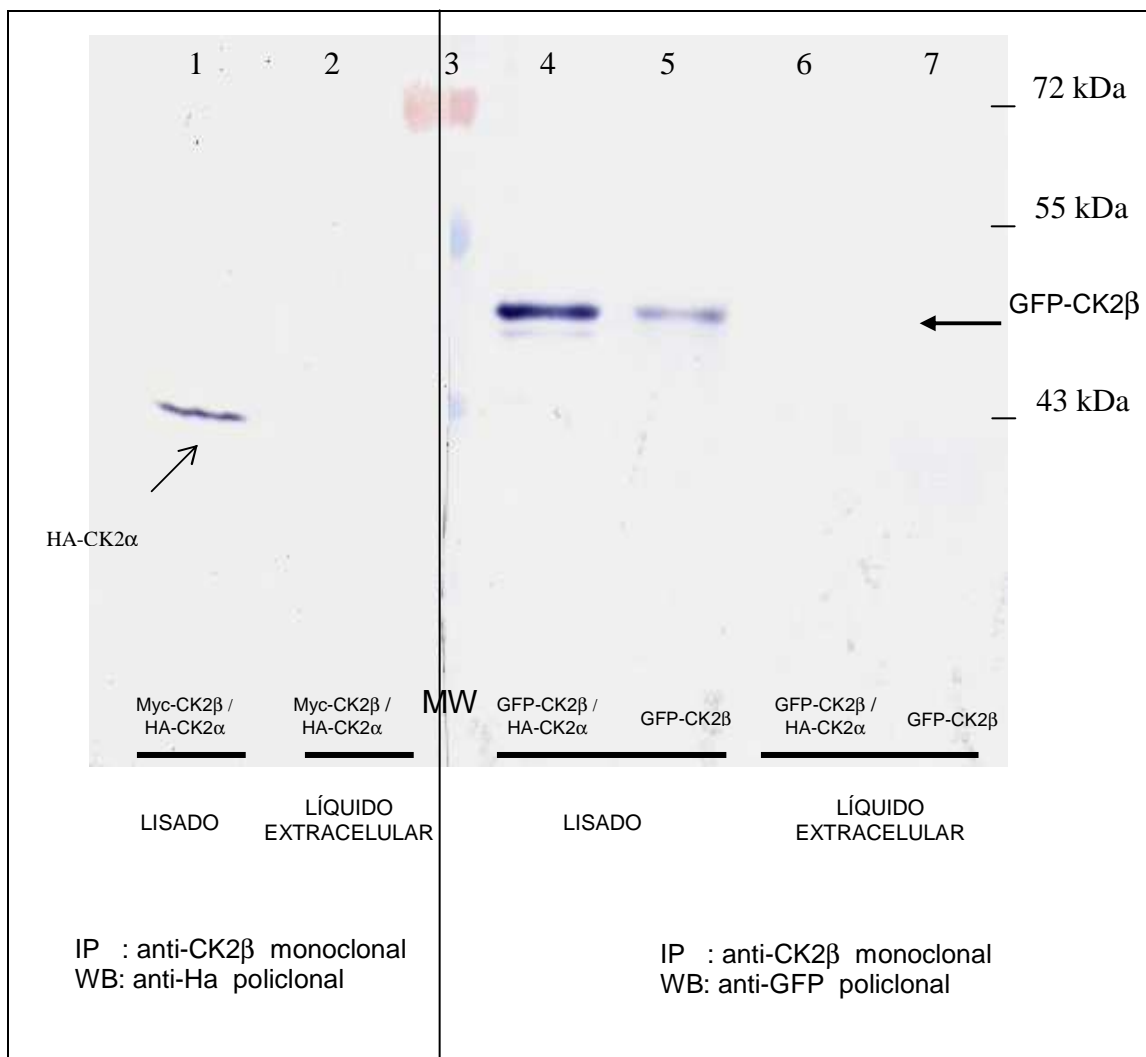 1 2 3 4 5 6 7
72 kDa
55 kDa
GFP-CK2β
43 kDa
HA-CK2α
Myc-CK2β /
HA-CK2α
Myc-CK2β /
HA-CK2α
MW
GFP-CK2β /
HA-CK2α
GFP-CK2β
GFP-CK2β /
HA-CK2α
GFP-CK2β
LISADO
LÍQUIDO
EXTRACELULAR
LISADO
LÍQUIDO
EXTRACELULAR
IP : anti-CK2β monoclonal
WB: anti-Ha policlonal
IP : anti-CK2β monoclonal
WB: anti-GFP policlonal